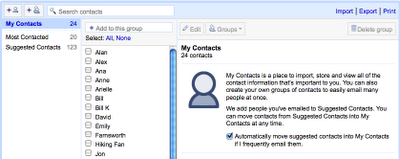 Search contacts
Import | Export | Print
My Contacts 24
Most Contacted 20
Suggested Contacts 123
Add to this group
Select: All, None
Alan
Alex
Ana
Anne
Arielle
Bill
Bill K
David
Emily
Farnsworth
Hiking Fan
Jon
Edit
Groups
Delete group
My Contacts
24 contacts
My Contacts is a place to import, store and view all of the
contact information that's important to you. You can also
create your own groups of contacts to easily email many
people at once.
We add people you've emailed to Suggested Contacts. You
can move contacts from Suggested Contacts into My
Contacts at any time.
Automatically move suggested contacts into My Contacts
if I frequently email them.